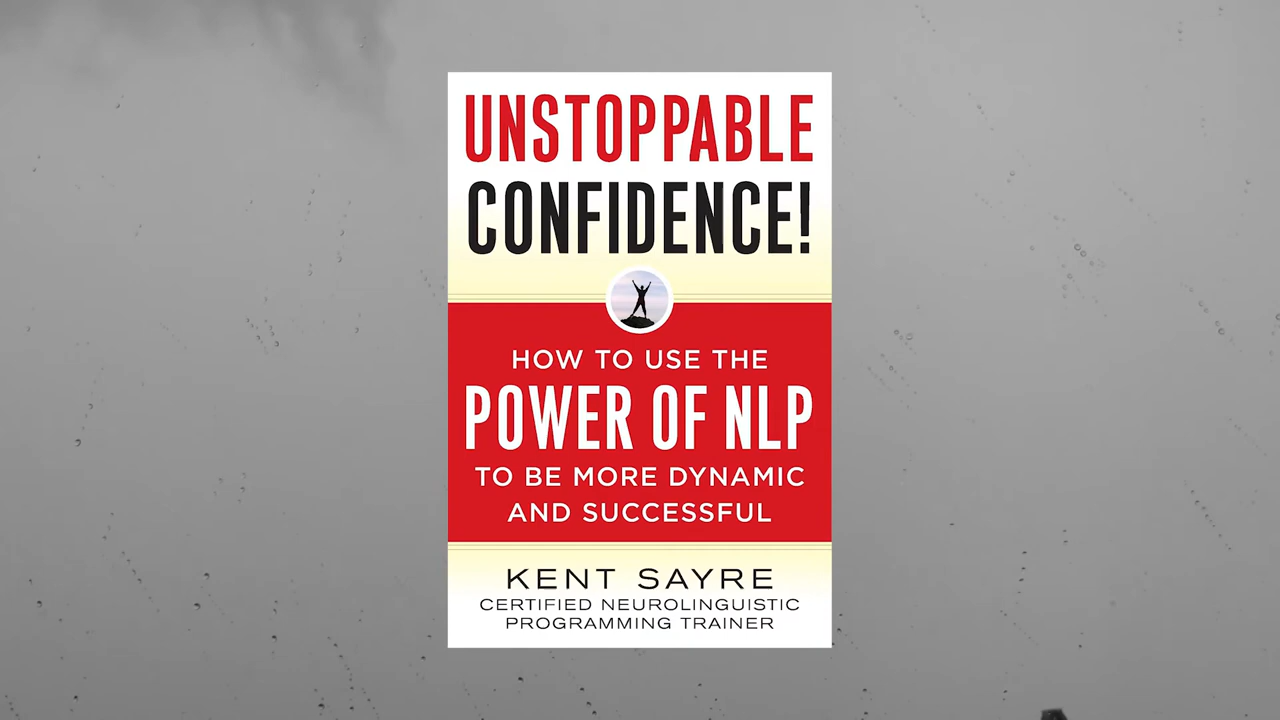 UNSTOPPABLE
CONFIDENCE!
HOW TO USE THE
POWER OF NLP
TO BE MORE DYNAMIC
AND SUCCESSFUL
KENT SAYRE
CERTIFIED NEUROLINGUISTIC
PROGRAMMING TRAINER